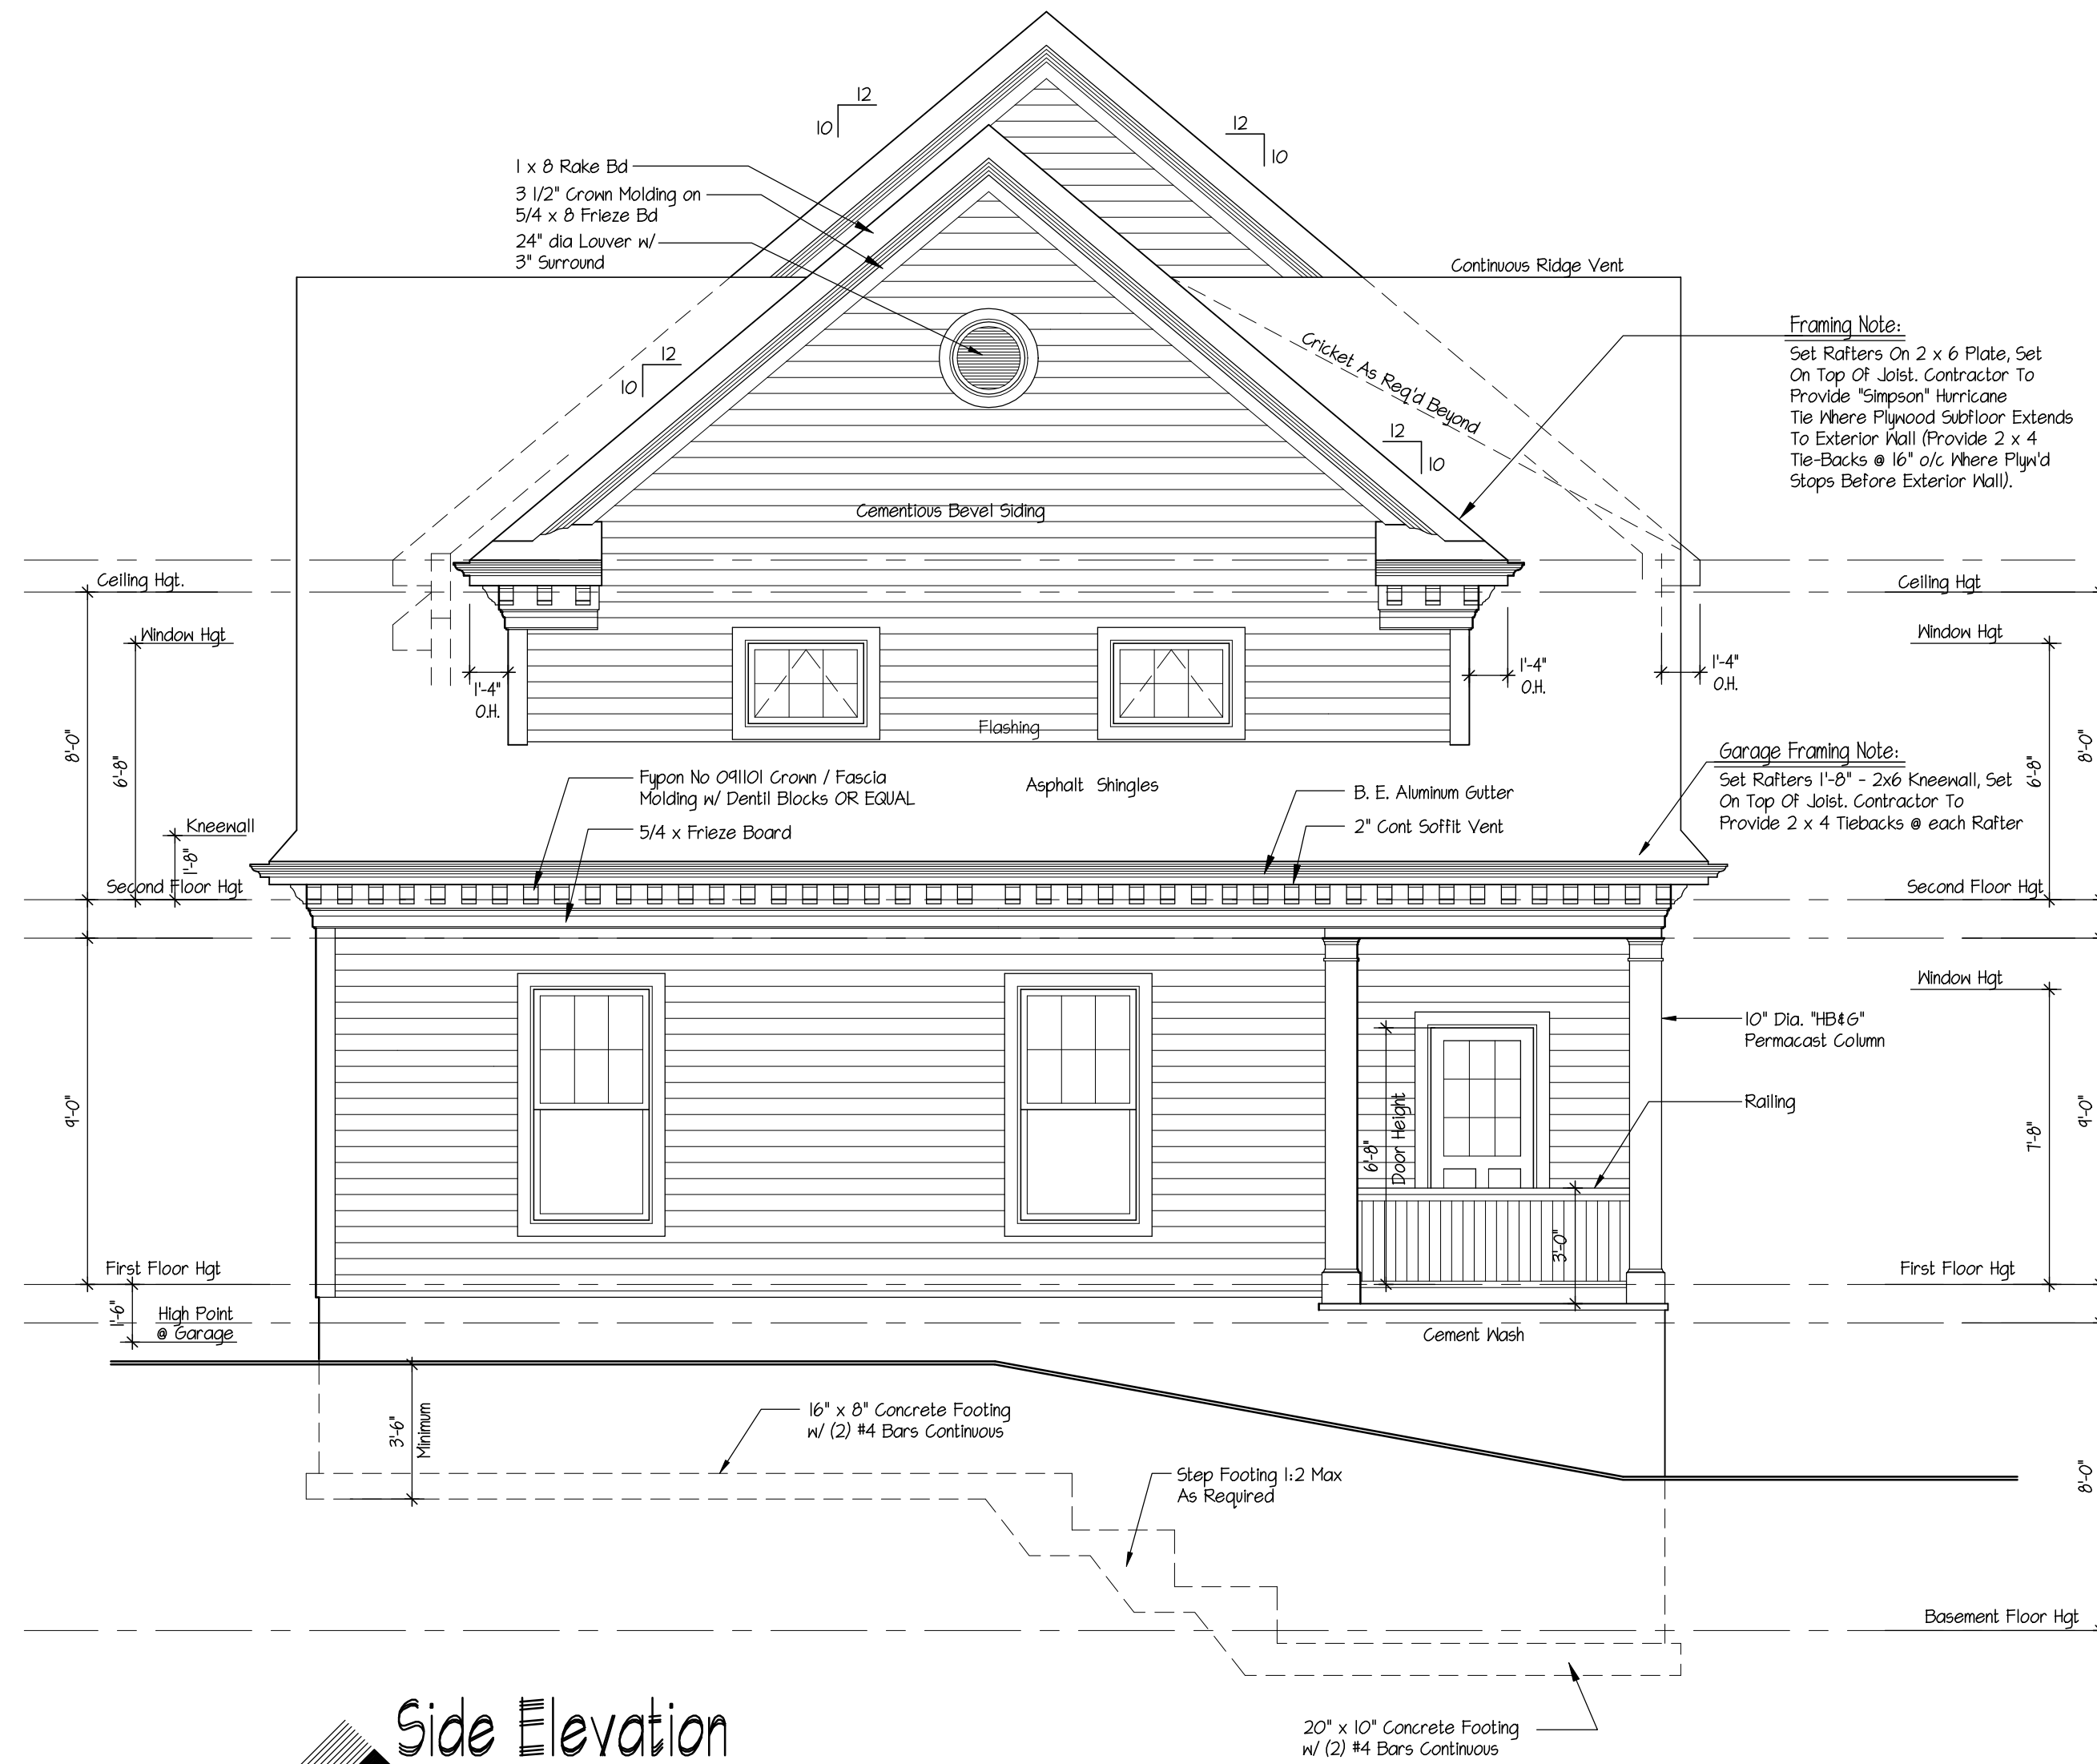 12
10
12
10
1 x 8 Rake Bd
3 1/2" Crown Molding on
5/4 x 8 Frieze Bd
24" dia Louver w/
3" Surround
Continuous Ridge Vent
Framing Note:
Set Rafters On 2 x 6 Plate, Set
On Top Of Joist. Contractor To
Provide "Simpson" Hurricane
Tie Where Plywood Subfloor Extends
To Exterior Wall (Provide 2 x 4
Tie-Backs @ 16" o/c Where Plyw'd
Stops Before Exterior Wall).
12
10
Cricket As Req'd Beyond
12
10
Cementious Bevel Siding
Ceiling Hgt.
Ceiling Hgt
Window Hgt
Window Hgt
1'-4"
O.H.
1'-4"
O.H.
1'-4"
O.H.
8'-0"
6'-8"
Flashing
Garage Framing Note:
Set Rafters 1'-8" - 2x6 Kneewall, Set
On Top Of Joist. Contractor To
Provide 2 x 4 Tiebacks @ each Rafter
6'-8"
8'-0"
Fypon No 091101 Crown / Fascia
Molding w/ Dentil Blocks OR EQUAL
Asphalt Shingles
B. E. Aluminum Gutter
5/4 x Frieze Board
2" Cont Soffit Vent
Kneewall
1'-8"
Second Floor Hgt
Second Floor Hgt
Window Hgt
10" Dia. "HB&G"
Permacast Column
Railing
9'-0"
6'-8"
Door Height
7'-8"
9'-0"
3'-0"
First Floor Hgt
First Floor Hgt
1'-6"
High Point
@ Garage
Cement Wash
3'-6"
Minimum
16" x 8" Concrete Footing
w/ (2) #4 Bars Continuous
Step Footing 1:2 Max
As Required
8'-0"
Basement Floor Hgt
Side Elevation
20" x 10" Concrete Footing
w/ (2) #4 Bars Continuous